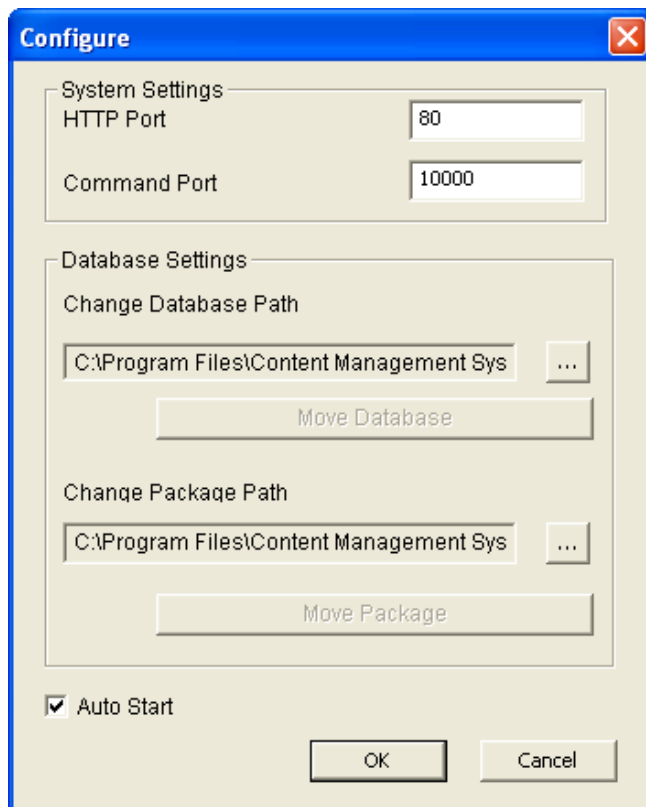 Configure
System Settings
HTTP Port
80
Command Port
10000
Database Settings
Change Database Path
C:\Program Files\Content Management Sys
...
Move Database
Change Package Path
C:\Program Files\Content Management Sys
...
Move Package
Auto Start
OK
Cancel